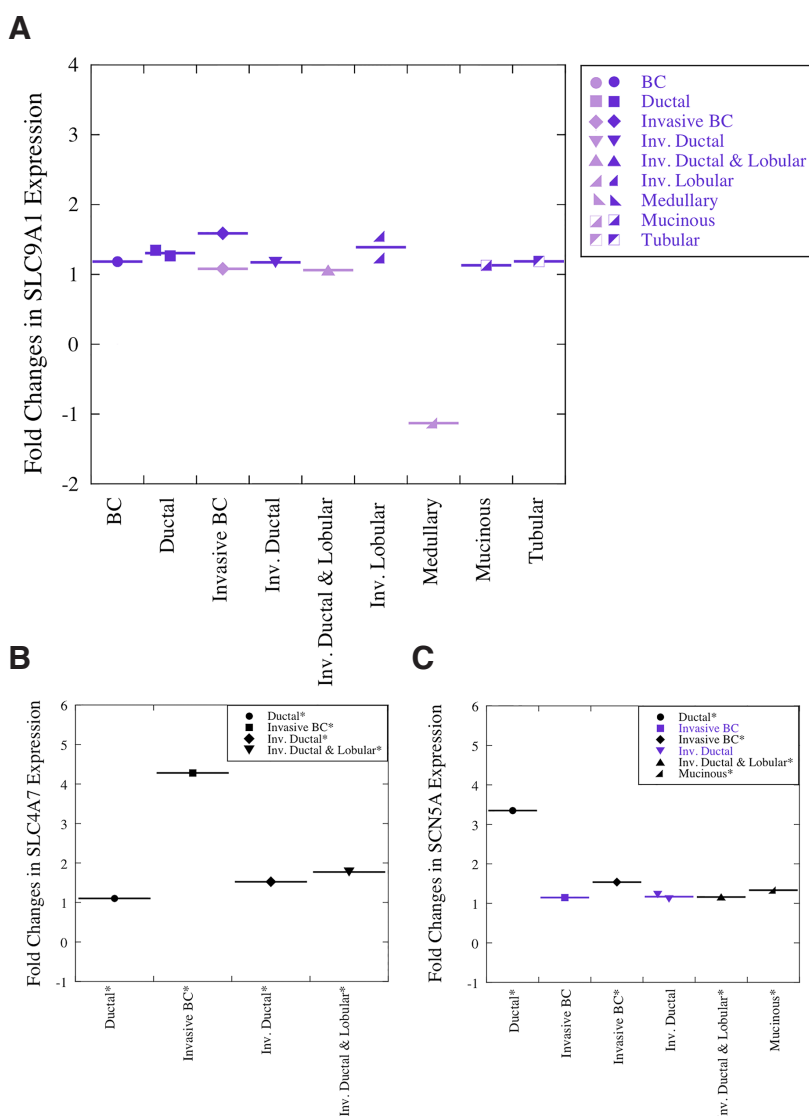 A
Fold Changes in SLC9A1 Expression
4
3
2
1
0
-1
-2
BC
Ductal
Invasive BC
Inv. Ductal
Inv. Ductal & Lobular
Inv. Lobular
Medullary
Mucinous
Tubular
BC
Ductal
Invasive BC
Inv. Ductal
Inv. Ductal & Lobular
Inv. Lobular
Medullary
Mucinous
Tubular
B
Fold Changes in SLC4A7 Expression
6
5
4
3
2
1
0
-1
Ductal*
Invasive BC*
Inv. Ductal*
Inv. Ductal & Lobular*
Ductal*
Invasive BC*
Inv. Ductal*
Inv. Ductal & Lobular*
C
Fold Changes in SCN5A Expression
6
5
4
3
2
1
0
-1
Ductal*
Invasive BC
Invasive BC*
Inv. Ductal
Inv. Ductal & Lobular*
Mucinous*
Ductal*
Invasive BC
Invasive BC*
Inv. Ductal
nv. Ductal & Lobular*
Mucinous*